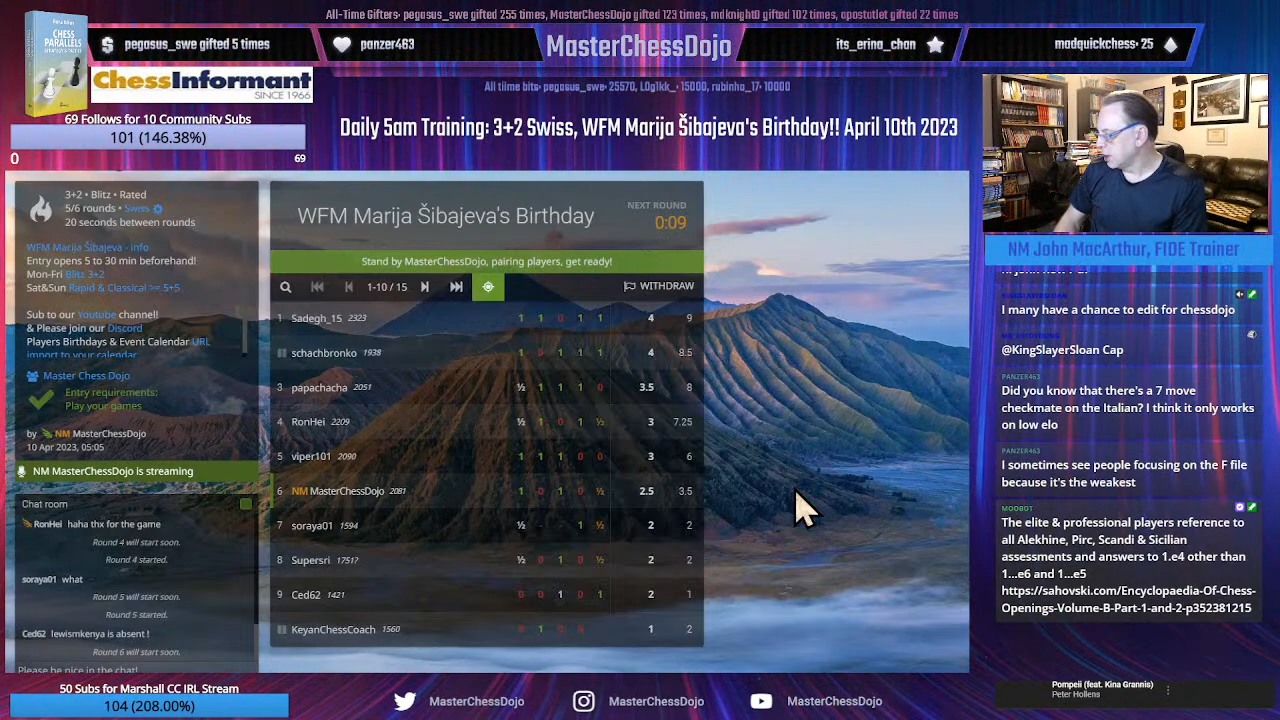 All-Time Gifters: pegasus_swe gifted 255 times, MasterChessDojo gifted 123 times, mdknight0 gifted 102 times, apostutlet gifted 22 times
pegasus_swe gifted 5 times
panzer463
MasterChessDojo
its_erina_chan
madquickchess: 25
CHESS PARALLELS
ChessInformant
SINCE 1966
All tiIme bits: pegasus_swe: 25570, L0g1kk_: 15000, rubinho_17: 10000
69 Follows for 10 Community Subs
101 (146.38%)
0
69
Daily 5am Training: 3+2 Swiss, WFM Marija Šibajeva's Birthday!! April 10th 2023
3+2 • Blitz • Rated
5/6 rounds • Swiss
20 seconds between rounds
WFM Marija Šibajeva - info
Entry opens 5 to 30 min beforehand!
Mon-Fri Blitz 3+2
Sat&Sun Rapid & Classical >= 5+5
Sub to our Youtube channel!
& Please join our Discord
Players Birthdays & Event Calendar URL
import to your calendar
Master Chess Dojo
Entry requirements:
Play your games
by NM MasterChessDojo
10 Apr 2023, 05:05
NM MasterChessDojo is streaming
Chat room
RonHei haha thx for the game
Round 4 will start soon.
Round 4 started.
soraya01 what
Round 5 will start soon.
Round 5 started.
Ced62 lewismkenya is absent !
Round 6 will start soon.
Please be nice in the chat!
WFM Marija Šibajeva's Birthday
NEXT ROUND
0:09
Stand by MasterChessDojo, pairing players, get ready!
1-10 / 15
WITHDRAW
1 Sadegh_15 2323 1 1 0 1 1 4 9
schachbronko 1938 1 0 1 1 1 4 8.5
3 papachacha 2051 ½ 1 1 1 0 3.5 8
4 RonHei 2209 ½ 1 0 1 ½ 3 7.25
5 viper101 2090 1 1 1 0 0 3 6
6 NM MasterChessDojo 2081 1 0 1 0 ½ 2.5 3.5
7 soraya01 1594 ½ - 1 ½ 2 2
8 Supersri 1751? ½ 0 1 0 ½ 2 2
9 Ced62 1421 0 0 1 0 1 2 1
KeyanChessCoach 1560 0 1 0 0 1 2
NM John MacArthur, FIDE Trainer
KINGSLAYERSLOAN
I many have a chance to edit for chessdojo
@KingSlayerSloan Cap
PANZER463
Did you know that there's a 7 move
checkmate on the Italian? I think it only works
on low elo
PANZER463
I sometimes see people focusing on the F file
because it's the weakest
MOOBOT
The elite & professional players reference to
all Alekhine, Pirc, Scandi & Sicilian
assessments and answers to 1.e4 other than
1...e6 and 1...e5
https://sahovski.com/Encyclopaedia-Of-Chess-
Openings-Volume-B-Part-1-and-2-p352381215
50 Subs for Marshall CC IRL Stream
104 (208.00%)
MasterChessDojo
MasterChessDojo
MasterChessDojo
Pompeii (feat. Kina Grannis)
Peter Hollens